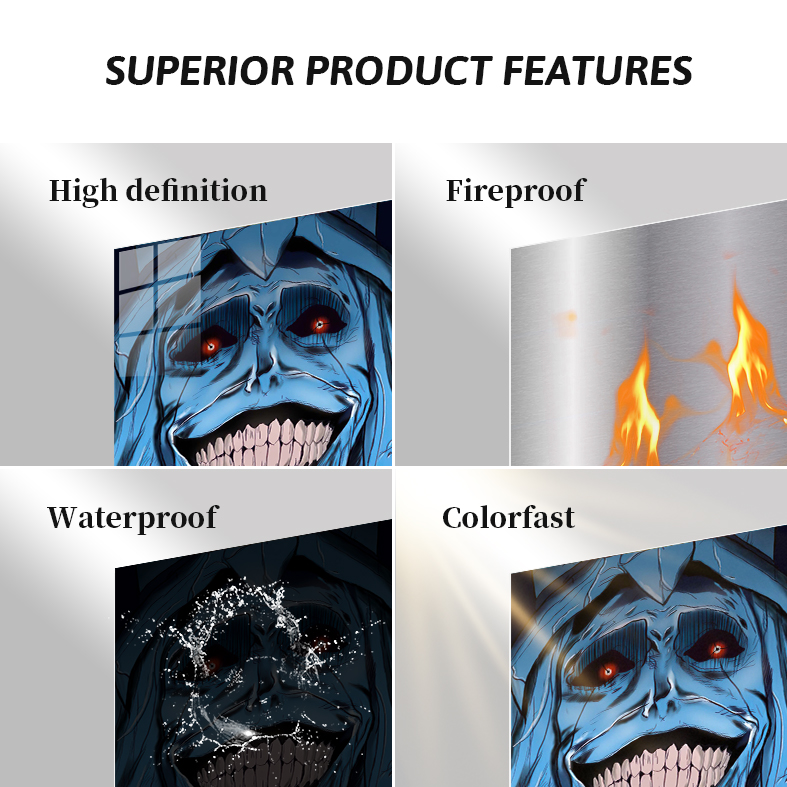 SUPERIOR PRODUCT FEATURES
High definition
Fireproof
Waterproof
Colorfast